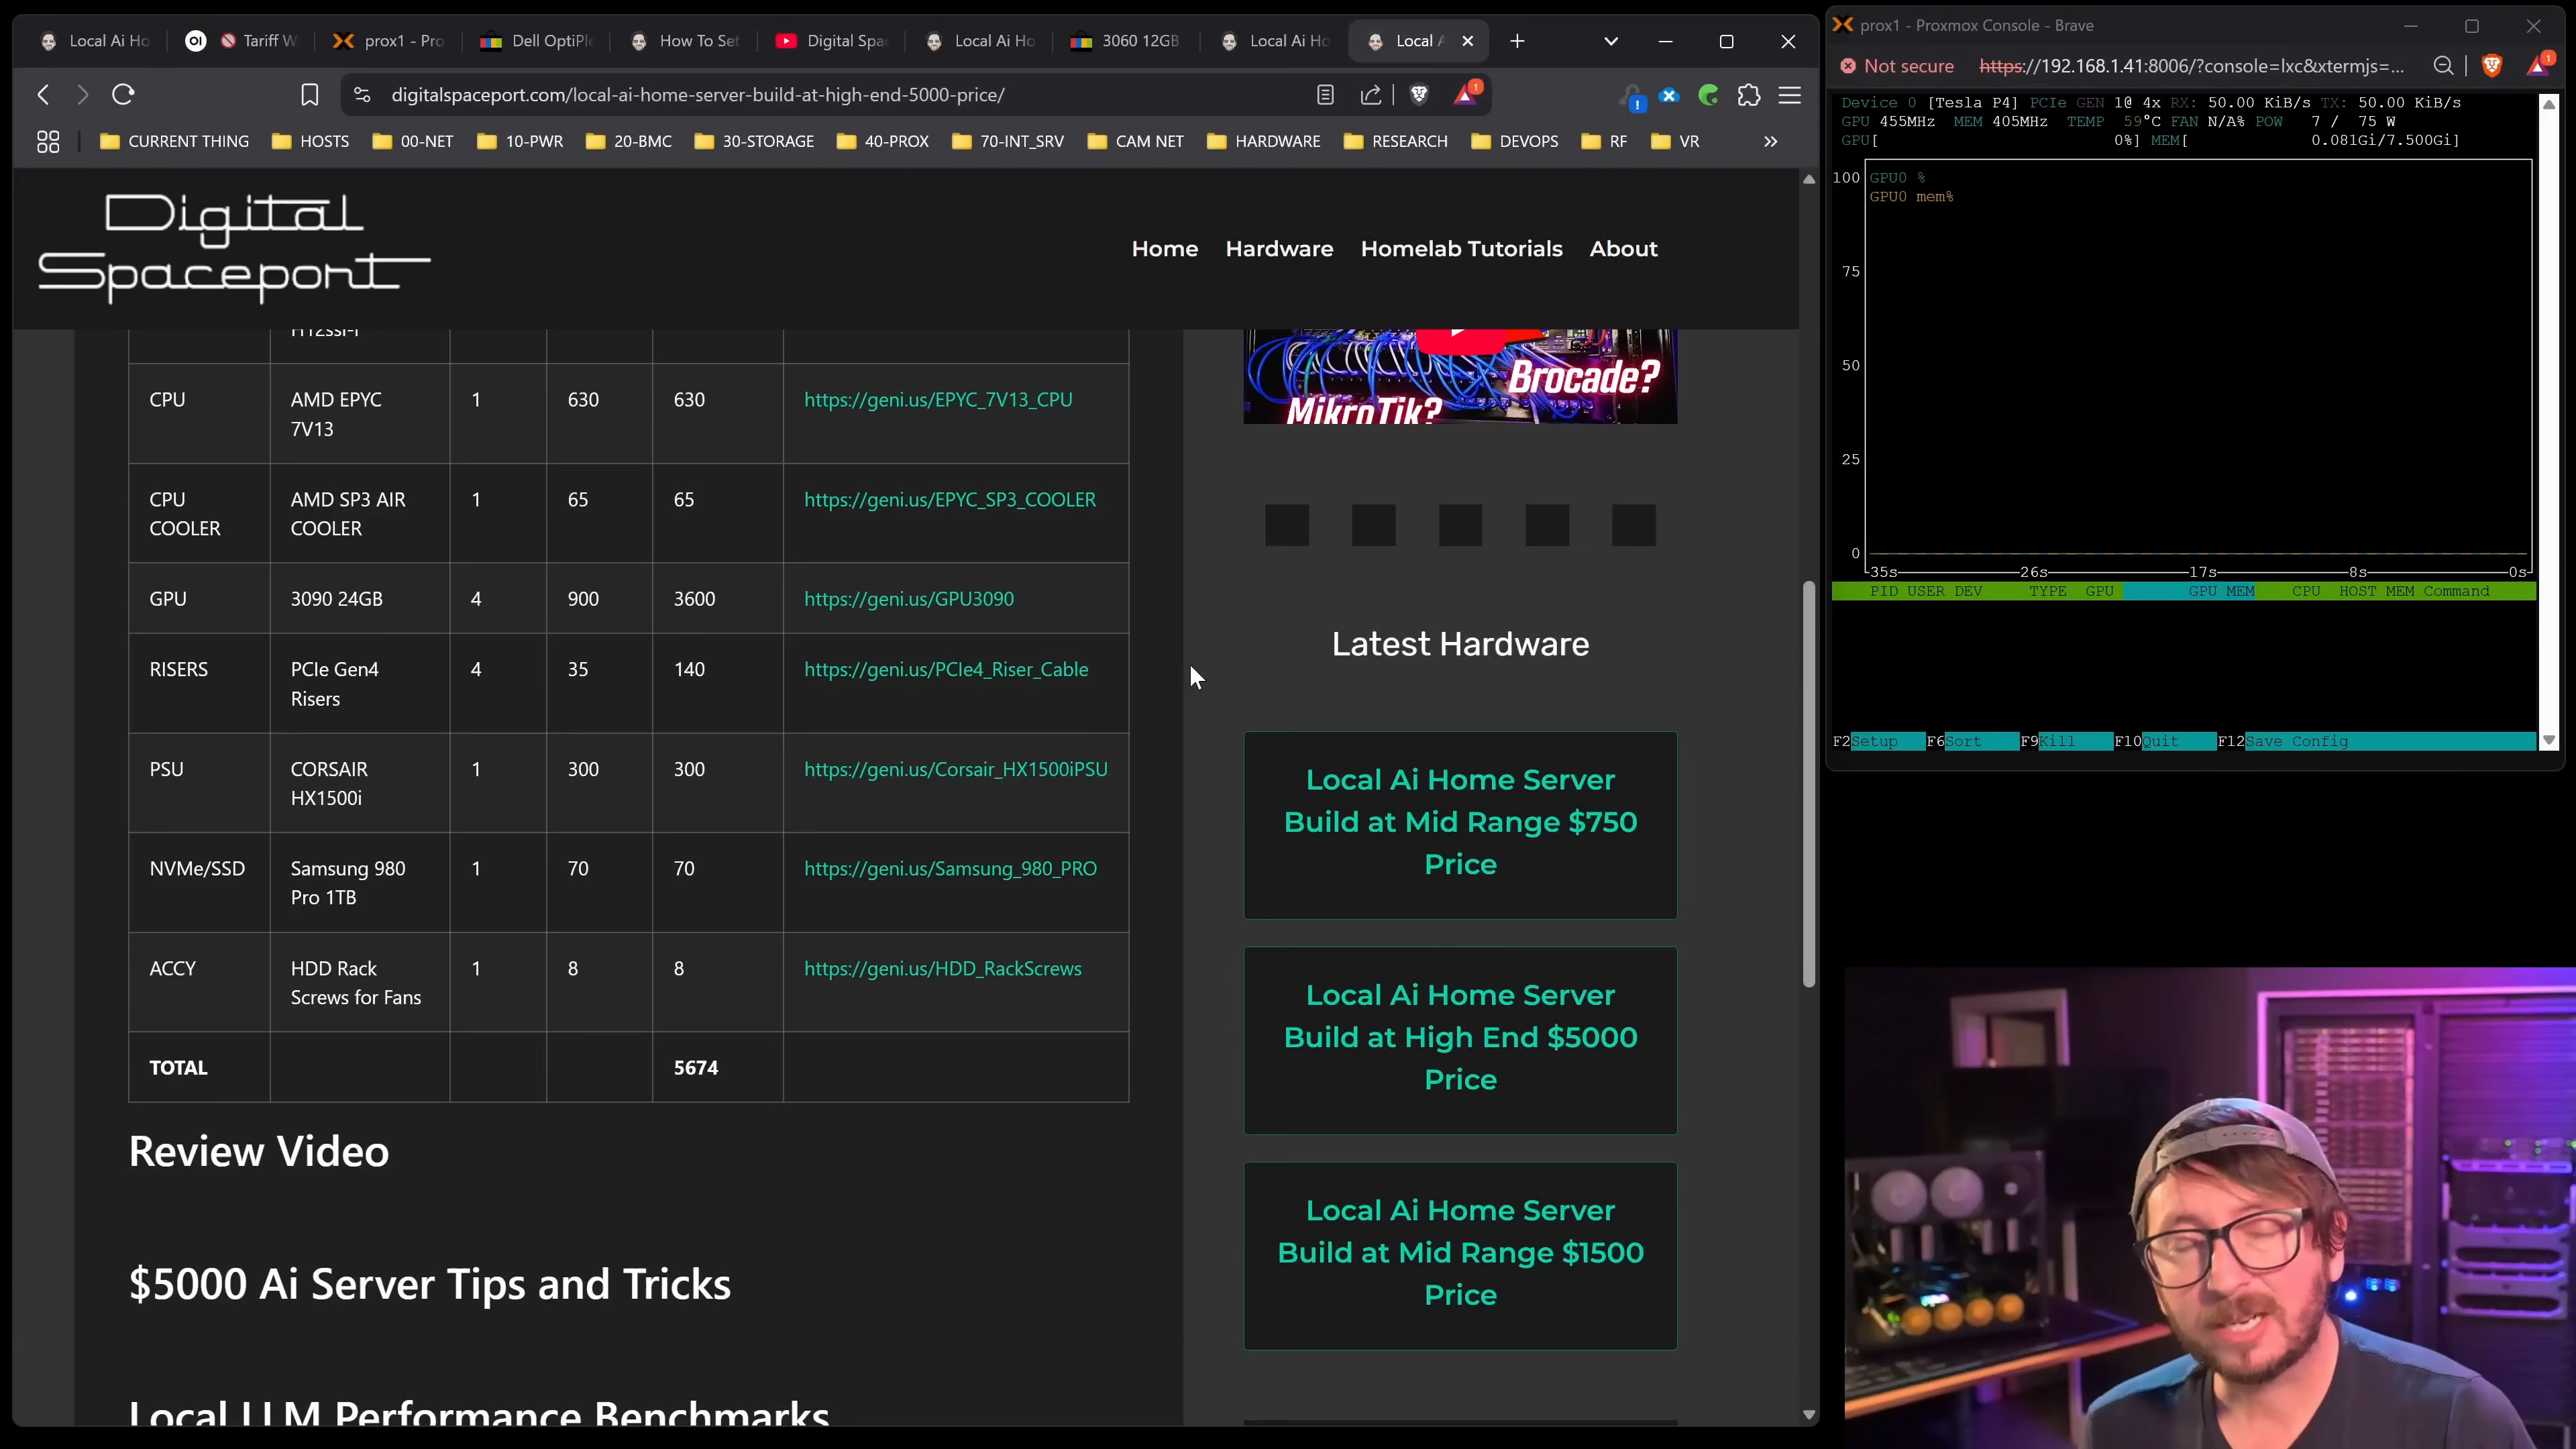 Local Ai Ho
Tariff W
prox1 - Pro
Dell OptiPle
How To Set
Digital Spac
Local Ai Ho
3060 12GB
Local Ai Ho
Local A
digitalspaceport.com/local-ai-home-server-build-at-high-end-5000-price/
1
CURRENT THING
HOSTS
00-NET
10-PWR
20-BMC
30-STORAGE
40-PROX
70-INT_SRV
CAM NET
HARDWARE
RESEARCH
DEVOPS
RF
VR
Digital
Spaceport
Home
Hardware
Homelab Tutorials
About
H12ssl-i
CPU
AMD EPYC
7V13
1
630
630
https://geni.us/EPYC_7V13_CPU
CPU
COOLER
AMD SP3 AIR
COOLER
1
65
65
https://geni.us/EPYC_SP3_COOLER
GPU
3090 24GB
4
900
3600
https://geni.us/GPU3090
RISERS
PCIe Gen4
Risers
4
35
140
https://geni.us/PCIe4_Riser_Cable
PSU
CORSAIR
HX1500i
1
300
300
https://geni.us/Corsair_HX1500iPSU
NVMe/SSD
Samsung 980
Pro 1TB
1
70
70
https://geni.us/Samsung_980_PRO
ACCY
HDD Rack
Screws for Fans
1
8
8
https://geni.us/HDD_RackScrews
TOTAL
5674
Review Video
$5000 Ai Server Tips and Tricks
Local LLM Performance Benchmarks
Brocade?
MikroTik?
Latest Hardware
Local Ai Home Server
Build at Mid Range $750
Price
Local Ai Home Server
Build at High End $5000
Price
Local Ai Home Server
Build at Mid Range $1500
Price
prox1 - Proxmox Console - Brave
Not secure
https://192.168.1.41:8006/?console=lxc&xtermjs=...
1
Device 0 [Tesla P4] PCIe GEN 1@ 4x RX: 50.00 KiB/s TX: 50.00 KiB/s
GPU 455MHz MEM 405MHz TEMP 59°C FAN N/A% POW 7 / 75 W
GPU[ 0%] MEM[ 0.081Gi/7.500Gi]
100
GPU0 %
GPU0 mem%
75
50
25
0
35s
26s
17s
8s
0s
PID USER DEV TYPE GPU GPU MEM CPU HOST MEM Command
F2Setup F6Sort F9Kill F10Quit F12Save Config